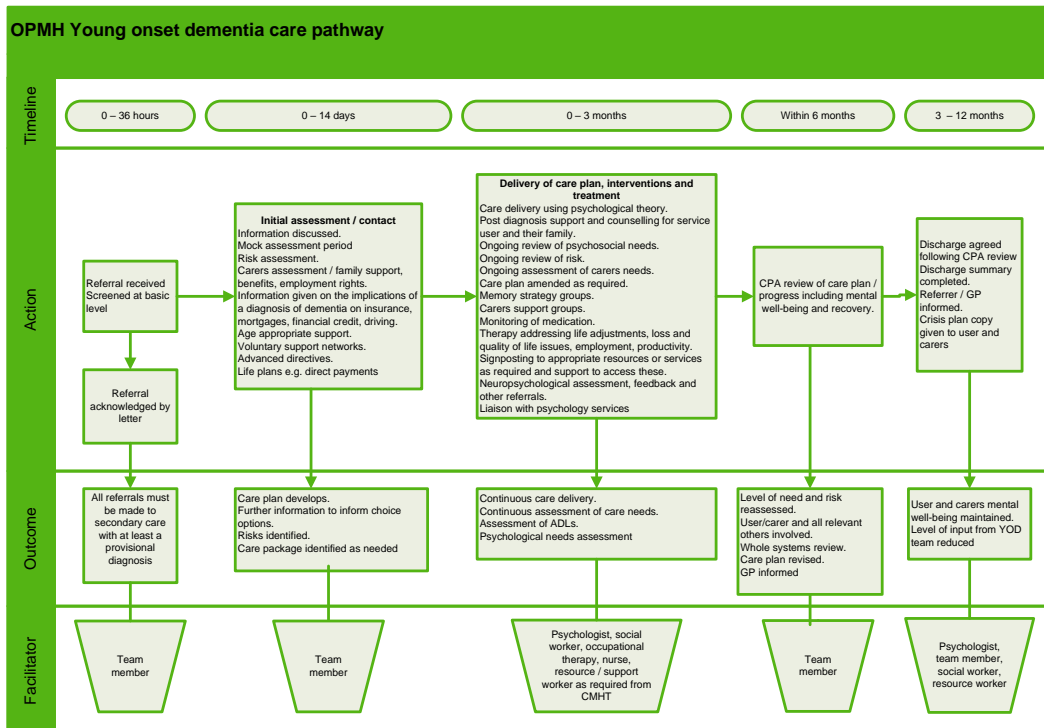 OPMH Young onset dementia care pathway
Timeline
0 – 36 hours
0 – 14 days
0 – 3 months
Within 6 months
3 – 12 months
Action
Referral received
Screened at basic
level
Referral
acknowledged by
letter
Initial assessment / contact
Information discussed.
Mock assessment period
Risk assessment.
Carers assessment / family support,
benefits, employment rights.
Information given on the implications of
a diagnosis of dementia on insurance,
mortgages, financial credit, driving.
Age appropriate support.
Voluntary support networks.
Advanced directives.
Life plans e.g. direct payments
Delivery of care plan, interventions and
treatment
Care delivery using psychological theory.
Post diagnosis support and counselling for service
user and their family.
Ongoing review of psychosocial needs.
Ongoing review of risk.
Ongoing assessment of carers needs.
Care plan amended as required.
Memory strategy groups.
Carers support groups.
Monitoring of medication.
Therapy addressing life adjustments, loss and
quality of life issues, employment, productivity.
Signposting to appropriate resources or services
as required and support to access these.
Neuropsychological assessment, feedback and
other referrals.
Liaison with psychology services
CPA review of care plan /
progress including mental
well-being and recovery.
Discharge agreed
following CPA review
Discharge summary
completed.
Referrer / GP
informed.
Crisis plan copy
given to user and
carers
Outcome
All referrals must
be made to
secondary care
with at least a
provisional
diagnosis
Care plan develops.
Further information to inform choice
options.
Risks identified.
Care package identified as needed
Continuous care delivery.
Continuous assessment of care needs.
Assessment of ADLs.
Psychological needs assessment
Level of need and risk
reassessed.
User/carer and all relevant
others involved.
Whole systems review.
Care plan revised.
GP informed
User and carers mental
well-being maintained.
Level of input from YOD
team reduced
Facilitator
Team
member
Team
member
Psychologist, social
worker, occupational
therapy, nurse,
resource / support
worker as required from
CMHT
Team
member
Psychologist,
team member,
social worker,
resource worker